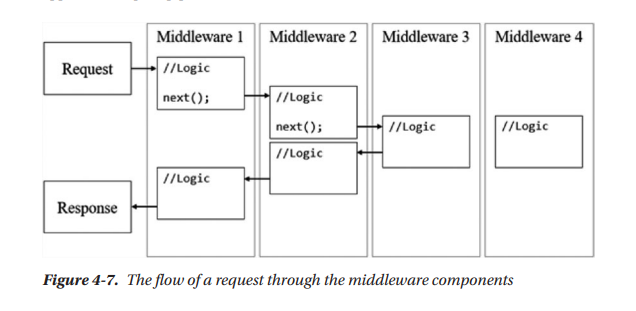 Middleware 1 Middleware 2 Middleware 3 Middleware 4
Request
//Logic
next();
//Logic
next();
//Logic
//Logic
//Logic
//Logic
Response
Figure 4-7. The flow of a request through the middleware components